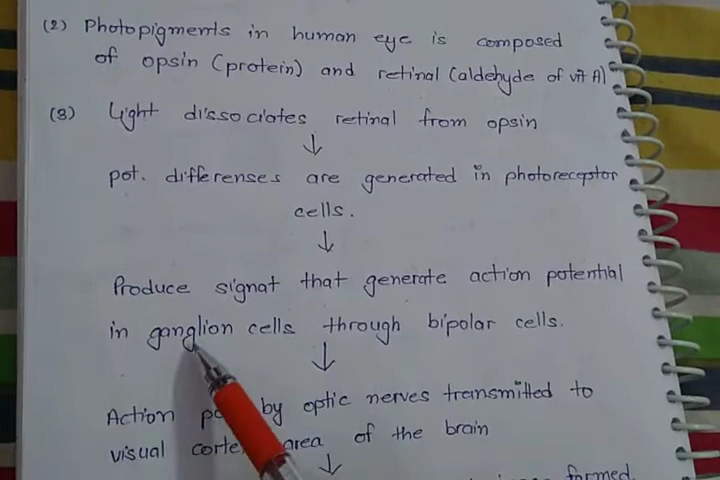 (2) Photopigments in human eye is composed
of opsin (protein) and retinal (aldehyde of vit A)
(3) Light dissociates retinal from opsin
↓
pot. differenses are generated in photoreceptor
cells.
↓
Produce signat that generate action potential
in ganglion cells through bipolar cells.
↓
Action by optic nerves transmitted to
visual area of the brain
↓
formed